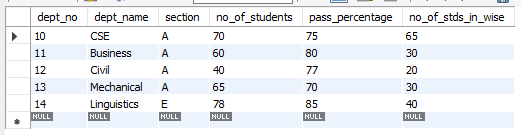 dept_no dept_name section no_of_students pass_percentage no_of_stds_in_wise
10 CSE A 70 75 65
11 Business A 60 80 30
12 Civil A 40 77 20
13 Mechanical A 65 70 30
14 Linguistics E 78 85 40
NULL NULL NULL NULL NULL NULL